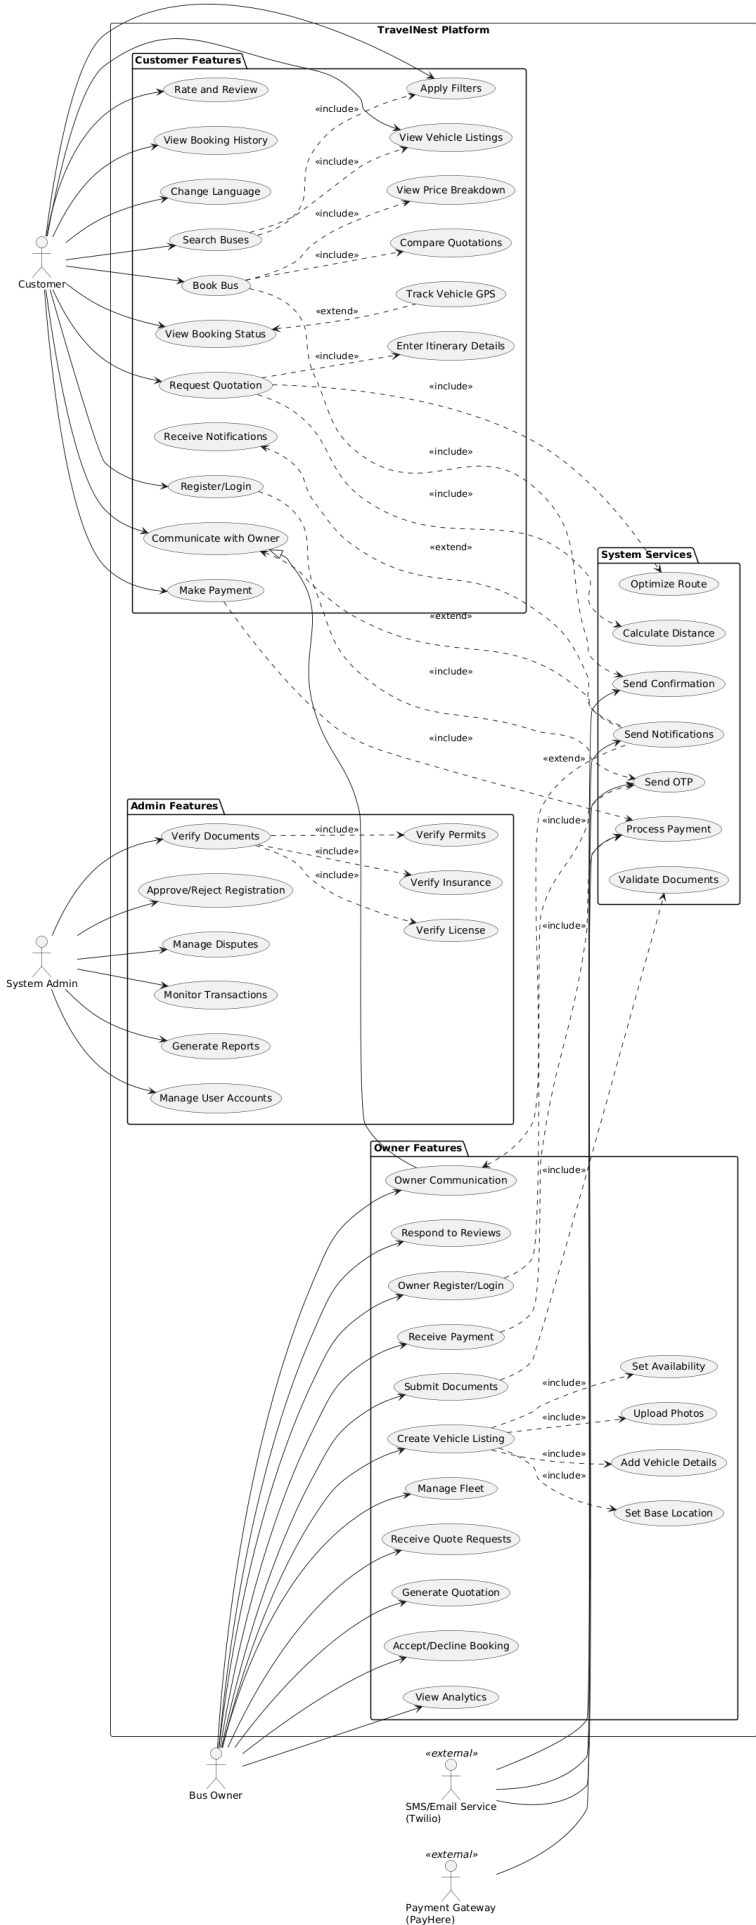 TravelNest Platform
Customer Features
Rate and Review
Apply Filters
«include»
View Booking History
View Vehicle Listings
«include»
Change Language
View Price Breakdown
«include»
Search Buses
Compare Quotations
«include»
Customer
Book Bus
Track Vehicle GPS
«extend»
View Booking Status
Enter Itinerary Details
«include»
Request Quotation
«include»
Receive Notifications
«include»
Register/Login
«include»
Communicate with Owner
«extend»
System Services
Make Payment
Optimize Route
«extend»
Calculate Distance
«include»
Send Confirmation
«include»
Send Notifications
«extend»
Send OTP
Admin Features
«include»
Process Payment
Verify Documents
«include»
Verify Permits
«include»
Verify Insurance
«include»
Validate Documents
Approve/Reject Registration
Verify License
«include»
Manage Disputes
System Admin
Monitor Transactions
Generate Reports
Manage User Accounts
Owner Features
«include»
Owner Communication
Respond to Reviews
Owner Register/Login
Receive Payment
Set Availability
«include»
Submit Documents
Upload Photos
«include»
Create Vehicle Listing
«include»
Add Vehicle Details
«include»
Manage Fleet
Set Base Location
Receive Quote Requests
Generate Quotation
Accept/Decline Booking
View Analytics
Bus Owner
«external»
SMS/Email Service
(Twilio)
«external»
Payment Gateway
(PayHere)